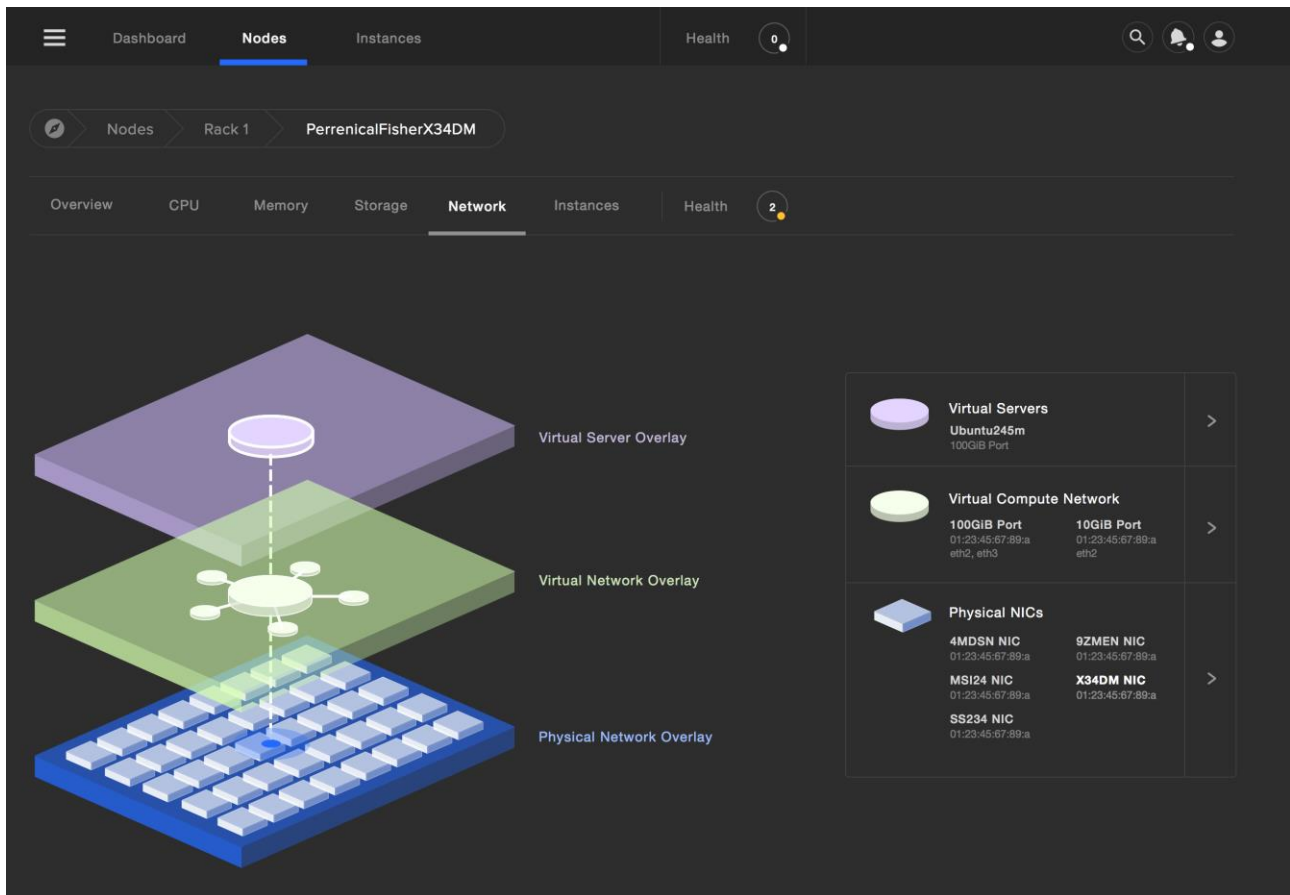 Dashboard Nodes Instances Health 0
Nodes Rack 1 PerrenicalFisherX34DM
Overview CPU Memory Storage Network Instances Health 2
Virtual Server Overlay
Virtual Network Overlay
Physical Network Overlay
Virtual Servers
Ubuntu245m
100GiB Port
Virtual Compute Network
100GiB Port 10GiB Port
01:23:45:67:89:a 01:23:45:67:89:a
eth2, eth3 eth2
Physical NICs
4MDSN NIC 9ZMEN NIC
01:23:45:67:89:a 01:23:45:67:89:a
MSI24 NIC X34DM NIC
01:23:45:67:89:a 01:23:45:67:89:a
SS234 NIC
01:23:45:67:89:a